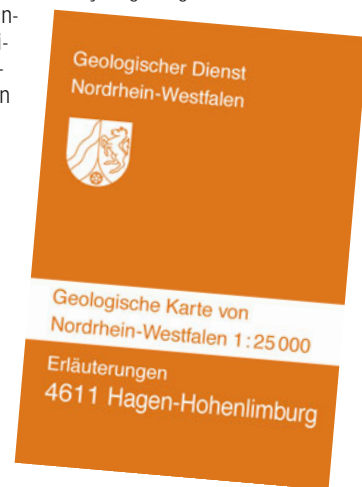 Geologischer Dienst
Nordrhein-Westfalen
Geologische Karte von
Nordrhein-Westfalen 1:25 000
Erläuterungen
4611 Hagen-Hohenlimburg